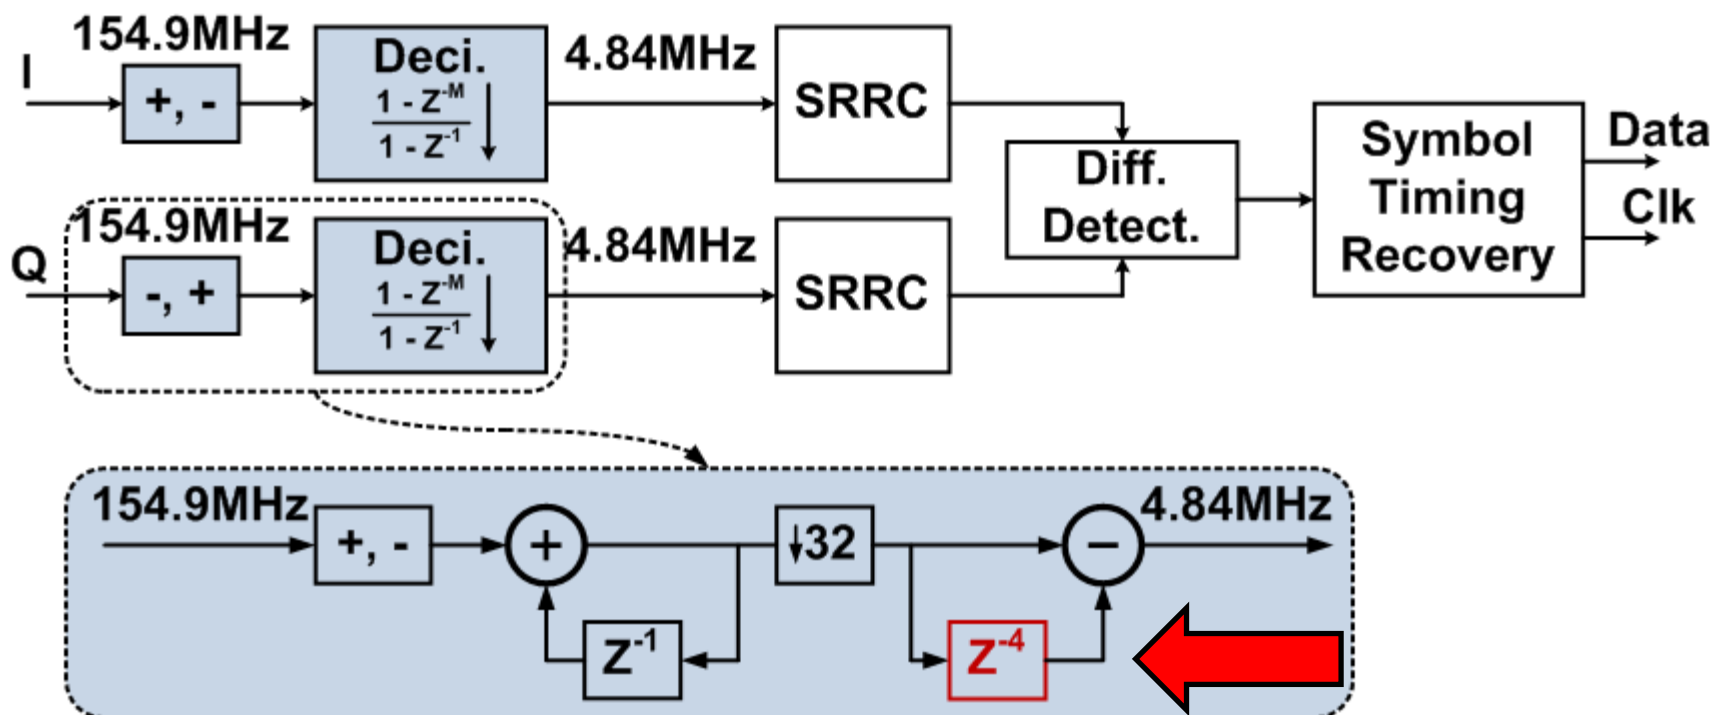 I
154.9MHz
+, -
Deci.
1 - Z^-M
1 - Z^-1
4.84MHz
SRRC
Diff.
Detect.
Symbol
Timing
Recovery
Data
Clk
Q
154.9MHz
-, +
Deci.
1 - Z^-M
1 - Z^-1
4.84MHz
SRRC
154.9MHz
+, -
+
↓32
−
4.84MHz
Z^-1
Z^-4